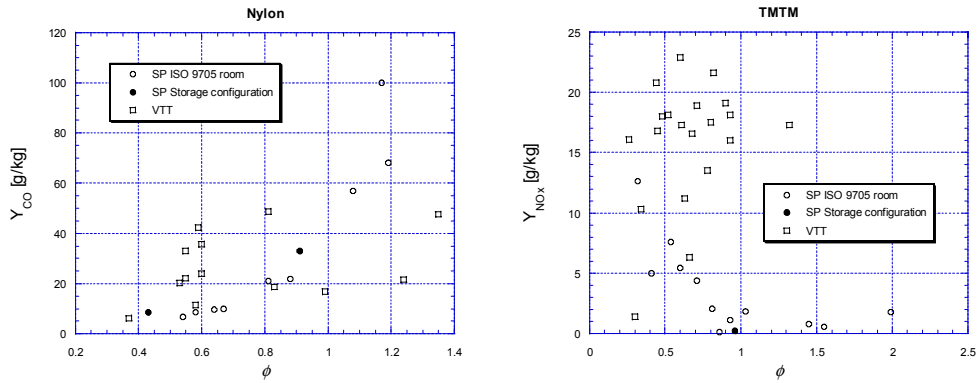 Nylon
120
100
80
60
40
20
0
Y_CO [g/kg]
SP ISO 9705 room
SP Storage configuration
VTT
0.2 0.4 0.6 0.8 1 1.2 1.4
ϕ
TMTM
25
20
15
10
5
0
Y_NOx [g/kg]
SP ISO 9705 room
SP Storage configuration
VTT
0 0.5 1 1.5 2 2.5
ϕ